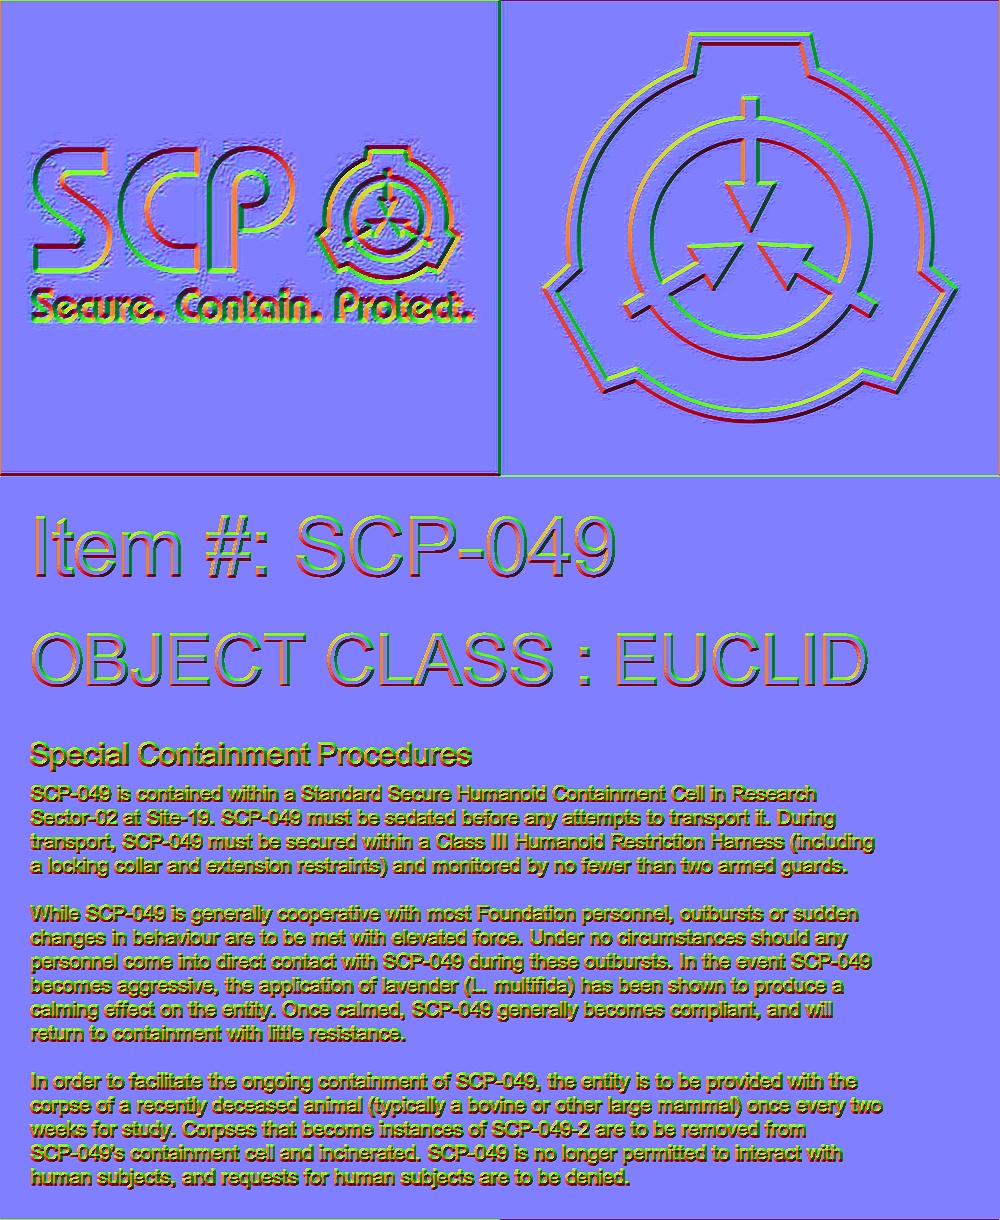 SCP
Secure. Contain. Protect.
Item #: SCP-049
OBJECT CLASS : EUCLID
Special Containment Procedures
SCP-049 is contained within a Standard Secure Humanoid Containment Cell in Research
Sector-02 at Site-19. SCP-049 must be sedated before any attempts to transport it. During
transport, SCP-049 must be secured within a Class III Humanoid Restriction Harness (including
a locking collar and extension restraints) and monitored by no fewer than two armed guards.
While SCP-049 is generally cooperative with most Foundation personnel, outbursts or sudden
changes in behaviour are to be met with elevated force. Under no circumstances should any
personnel come into direct contact with SCP-049 during these outbursts. In the event SCP-049
becomes aggressive, the application of lavender (L. multifida) has been shown to produce a
calming effect on the entity. Once calmed, SCP-049 generally becomes compliant, and will
return to containment with little resistance.
In order to facilitate the ongoing containment of SCP-049, the entity is to be provided with the
corpse of a recently deceased animal (typically a bovine or other large mammal) once every two
weeks for study. Corpses that become instances of SCP-049-2 are to be removed from
SCP-049's containment cell and incinerated. SCP-049 is no longer permitted to interact with
human subjects, and requests for human subjects are to be denied.